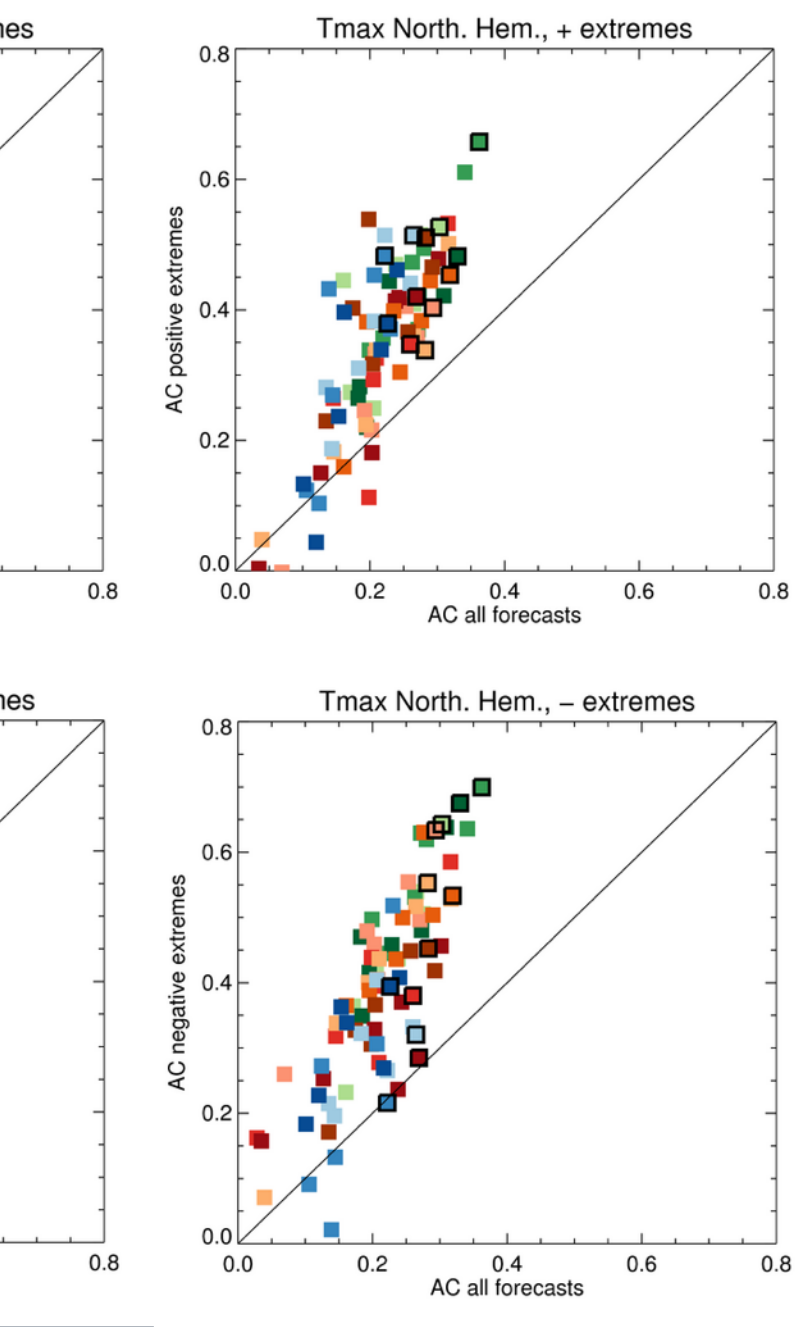 nes
Tmax North. Hem., + extremes
0.8
0.6
0.4
0.2
0.0
AC positive extremes
0.8
0.0 0.2 0.4 0.6 0.8
AC all forecasts
nes
Tmax North. Hem., − extremes
0.8
0.6
0.4
0.2
0.0
AC negative extremes
0.8
0.0 0.2 0.4 0.6 0.8
AC all forecasts